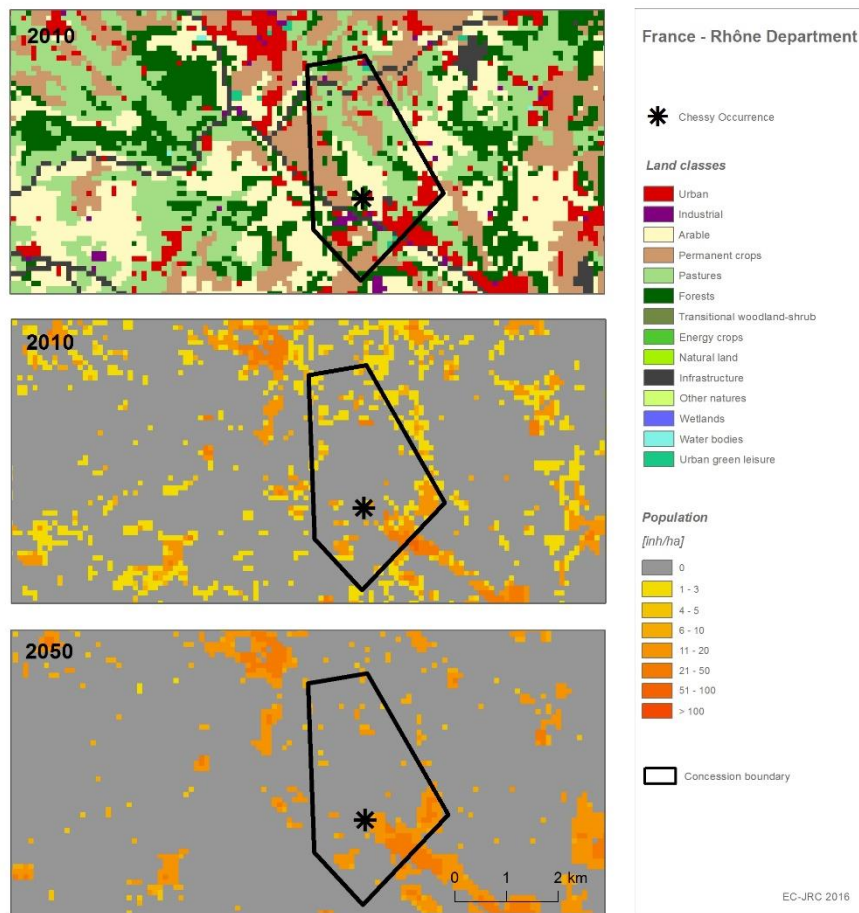 2010
2010
2050
0 1 2 km
France - Rhône Department
Chessy Occurrence
Land classes
Urban
Industrial
Arable
Permanent crops
Pastures
Forests
Transitional woodland-shrub
Energy crops
Natural land
Infrastructure
Other natures
Wetlands
Water bodies
Urban green leisure
Population
[inh/ha]
0
1 - 3
4 - 5
6 - 10
11 - 20
21 - 50
51 - 100
> 100
Concession boundary
EC-JRC 2016